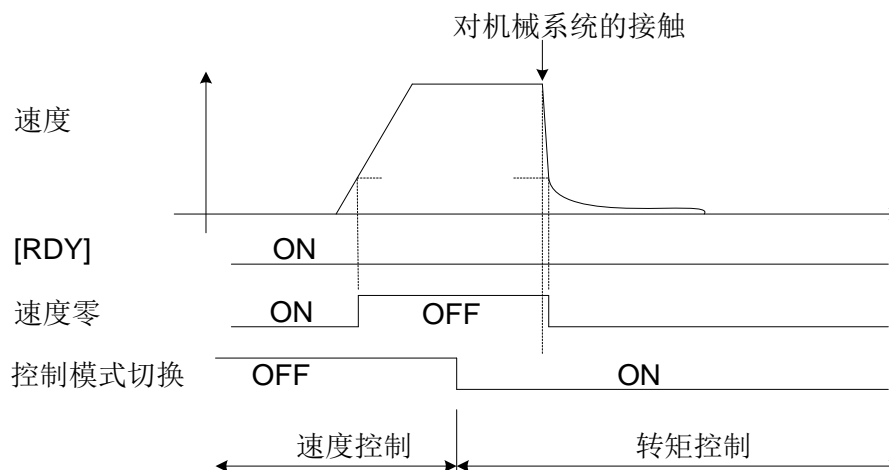 对机械系统的接触
速度
[RDY] ON
速度零 ON OFF
控制模式切换 OFF ON
速度控制 转矩控制